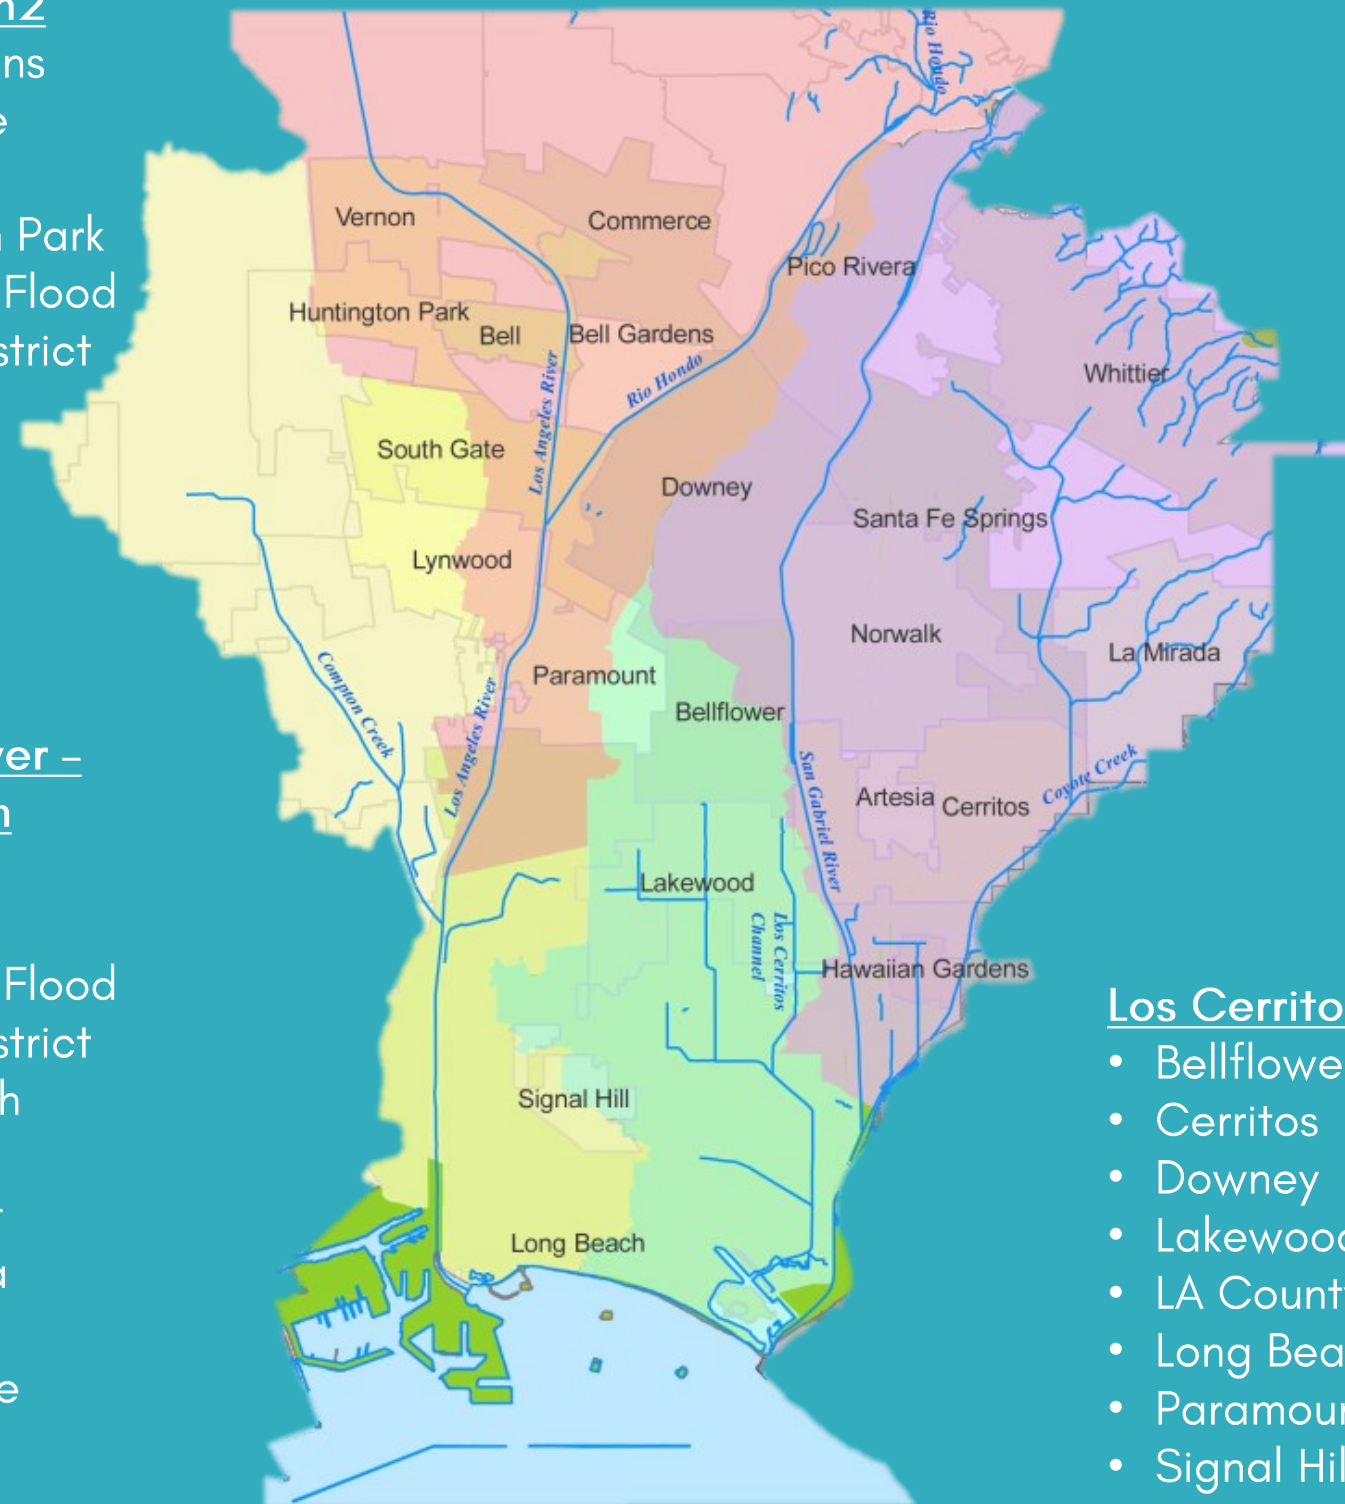 m2
ns
e
n Park
Flood
strict
ver –
n
Flood
strict
h
r
a
e
Rio Hondo
Vernon
Commerce
Pico Rivera
Huntington Park
Bell
Bell Gardens
Los Angeles River
Rio Hondo
Whittier
South Gate
Downey
Santa Fe Springs
Lynwood
Norwalk
La Mirada
Compton Creek
Paramount
Los Angeles River
Bellflower
San Gabriel River
Coyote Creek
Artesia
Cerritos
Lakewood
Los Cerritos
Channel
Hawaiian Gardens
Signal Hill
Long Beach
Los Cerrito
• Bellflowe
• Cerritos
• Downey
• Lakewood
• LA Count
• Long Bea
• Paramour
• Signal Hil